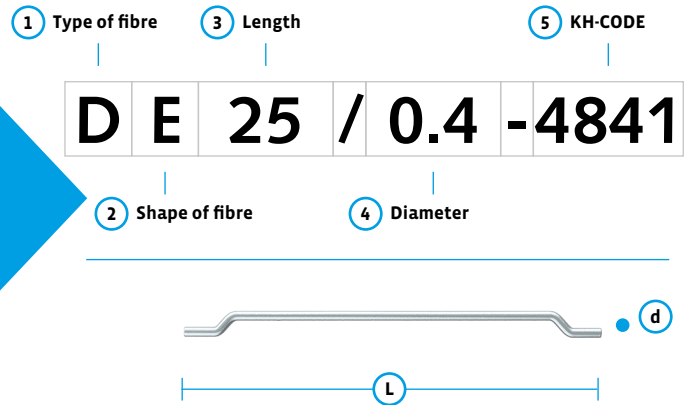 1 Type of fibre 3 Length 5 KH-CODE
DE 25 / 0.4 -4841
2 Shape of fibre 4 Diameter
d
L